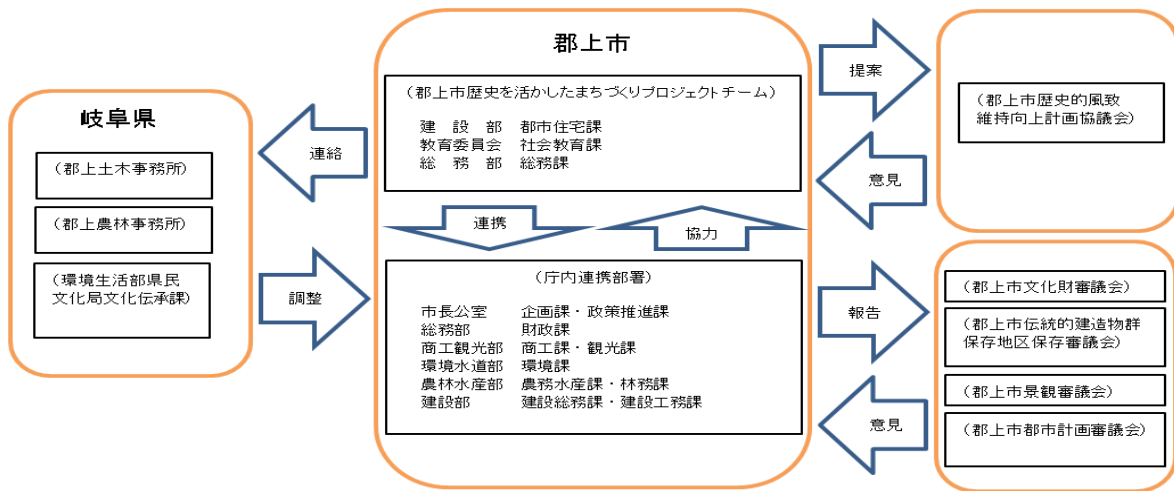 岐阜県
(郡上土木事務所)
(郡上農林事務所)
(環境生活部県民
文化局文化伝承課)
連絡
調整
郡上市
(郡上市歴史を活かしたまちづくりプロジェクトチーム)
建設部 都市住宅課
教育委員会 社会教育課
総務部 総務課
連携
協力
(庁内連携部署)
市長公室 企画課・政策推進課
総務部 財政課
商工観光部 商工課・観光課
環境水道部 環境課
農林水産部 農務水産課・林務課
建設部 建設総務課・建設工務課
提案
意見
報告
意見
(郡上市歴史的風致
維持向上計画協議会)
(郡上市文化財審議会)
(郡上市伝統的建造物群
保存地区保存審議会)
(郡上市景観審議会)
(郡上市都市計画審議会)